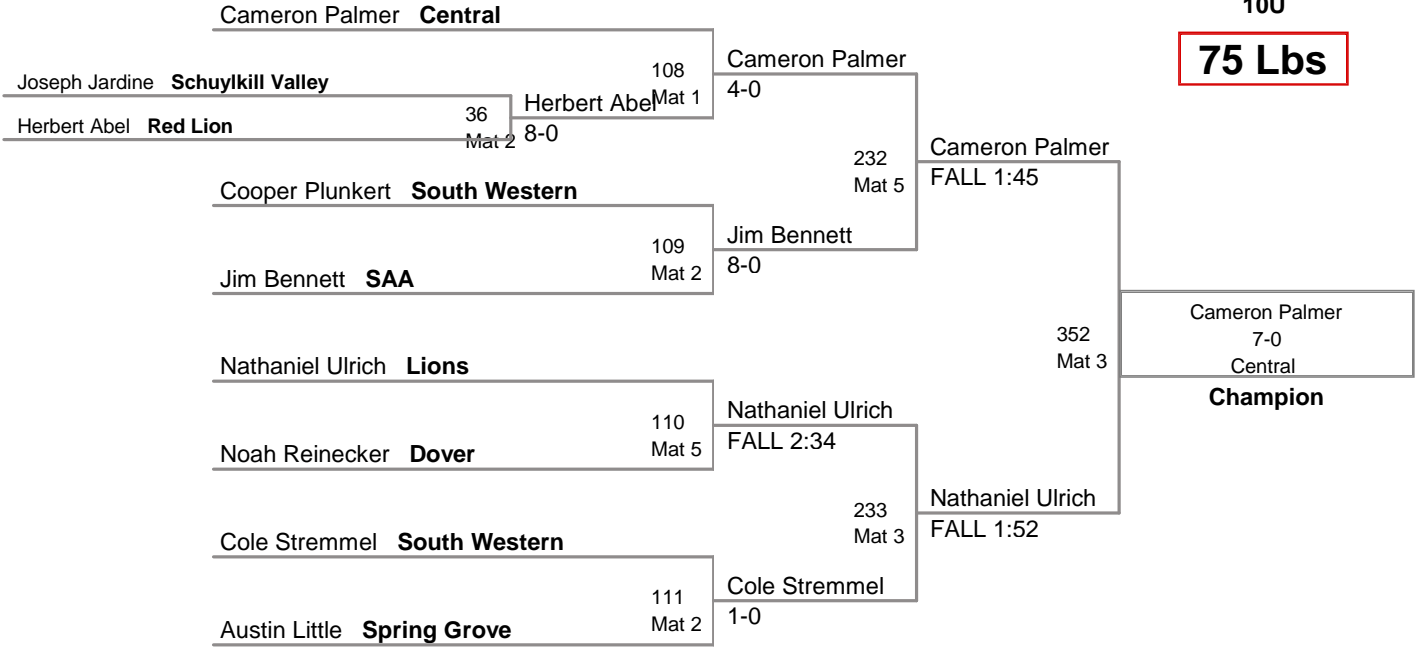 10U
75 Lbs
Cameron Palmer Central
Joseph Jardine Schuylkill Valley
Herbert Abel Red Lion
36
Mat 2
Herbert Abel
8-0
108
Mat 1
Cameron Palmer
4-0
Cooper Plunkert South Western
Jim Bennett SAA
109
Mat 2
Jim Bennett
8-0
232
Mat 5
Cameron Palmer
FALL 1:45
Nathaniel Ulrich Lions
Noah Reinecker Dover
110
Mat 5
Nathaniel Ulrich
FALL 2:34
Cole Stremmel South Western
Austin Little Spring Grove
111
Mat 2
Cole Stremmel
1-0
233
Mat 3
Nathaniel Ulrich
FALL 1:52
352
Mat 3
Cameron Palmer
7-0
Central
Champion